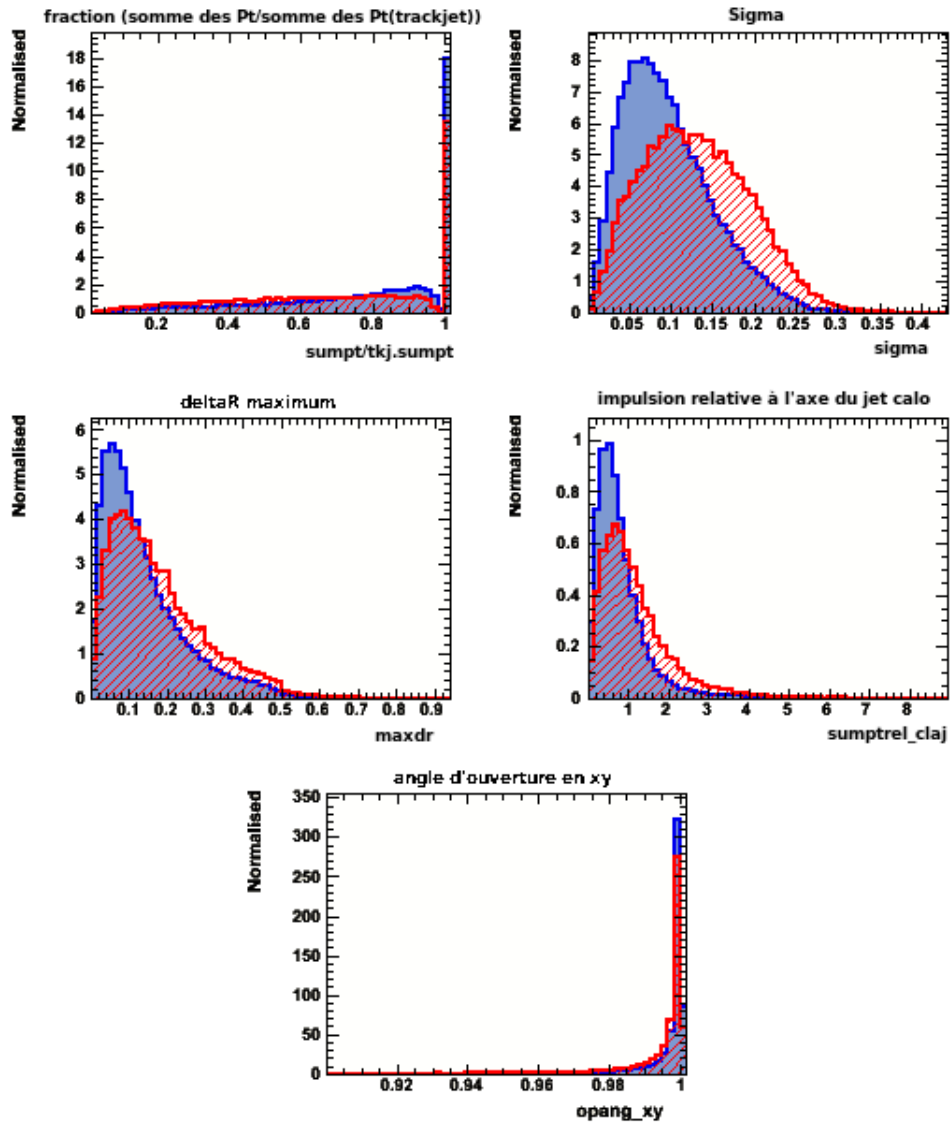 fraction (somme des Pt/somme des Pt(trackjet))
Normalised
18
16
14
12
10
8
6
4
2
0
0.2 0.4 0.6 0.8 1
sumpt/tkj.sumpt
Sigma
Normalised
8
7
6
5
4
3
2
1
0
0.05 0.1 0.15 0.2 0.25 0.3 0.35 0.4
sigma
deltaR maximum
Normalised
6
5
4
3
2
1
0
0.1 0.2 0.3 0.4 0.5 0.6 0.7 0.8 0.9
maxdr
impulsion relative à l'axe du jet calo
Normalised
1
0.8
0.6
0.4
0.2
0
1 2 3 4 5 6 7 8
sumptrel_claj
angle d'ouverture en xy
Normalised
350
300
250
200
150
100
50
0
0.92 0.94 0.96 0.98 1
opang_xy